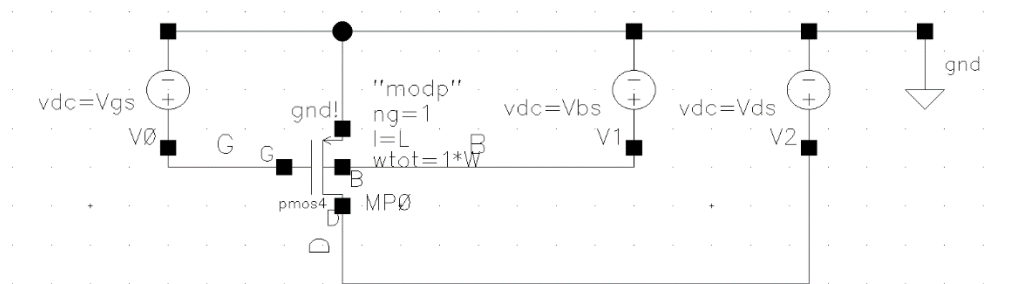 gnd
vdc=Vgs
V0
G
G
gnd!
"modp"
ng=1
l=L
wtot=1*W
B
B
pmos4
MP0
D
D
vdc=Vbs
V1
vdc=Vds
V2